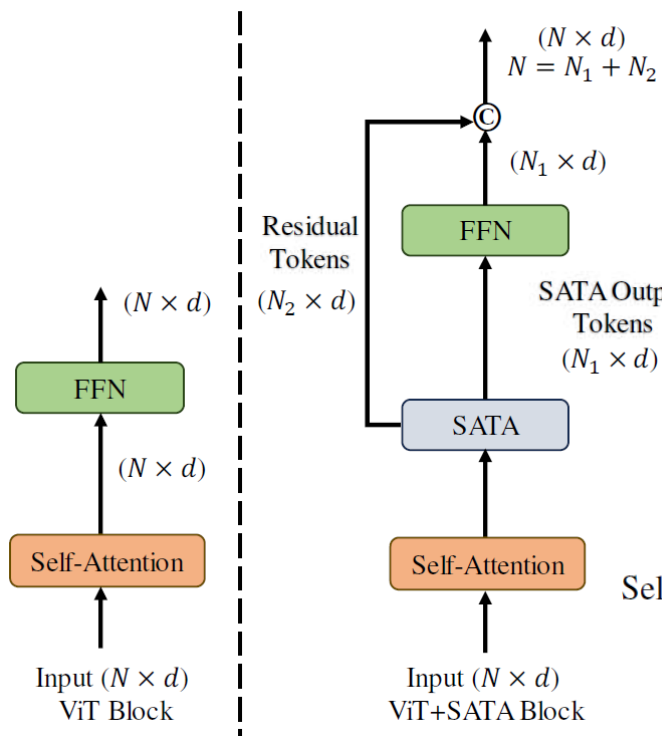 (N × d)
FFN
(N × d)
Self-Attention
Input (N × d)
ViT Block
(N × d)
N = N₁ + N₂
C
(N₁ × d)
Residual
Tokens
(N₂ × d)
FFN
SATA Outp
Tokens
(N₁ × d)
SATA
Self-Attention
Sel
Input (N × d)
ViT+SATA Block